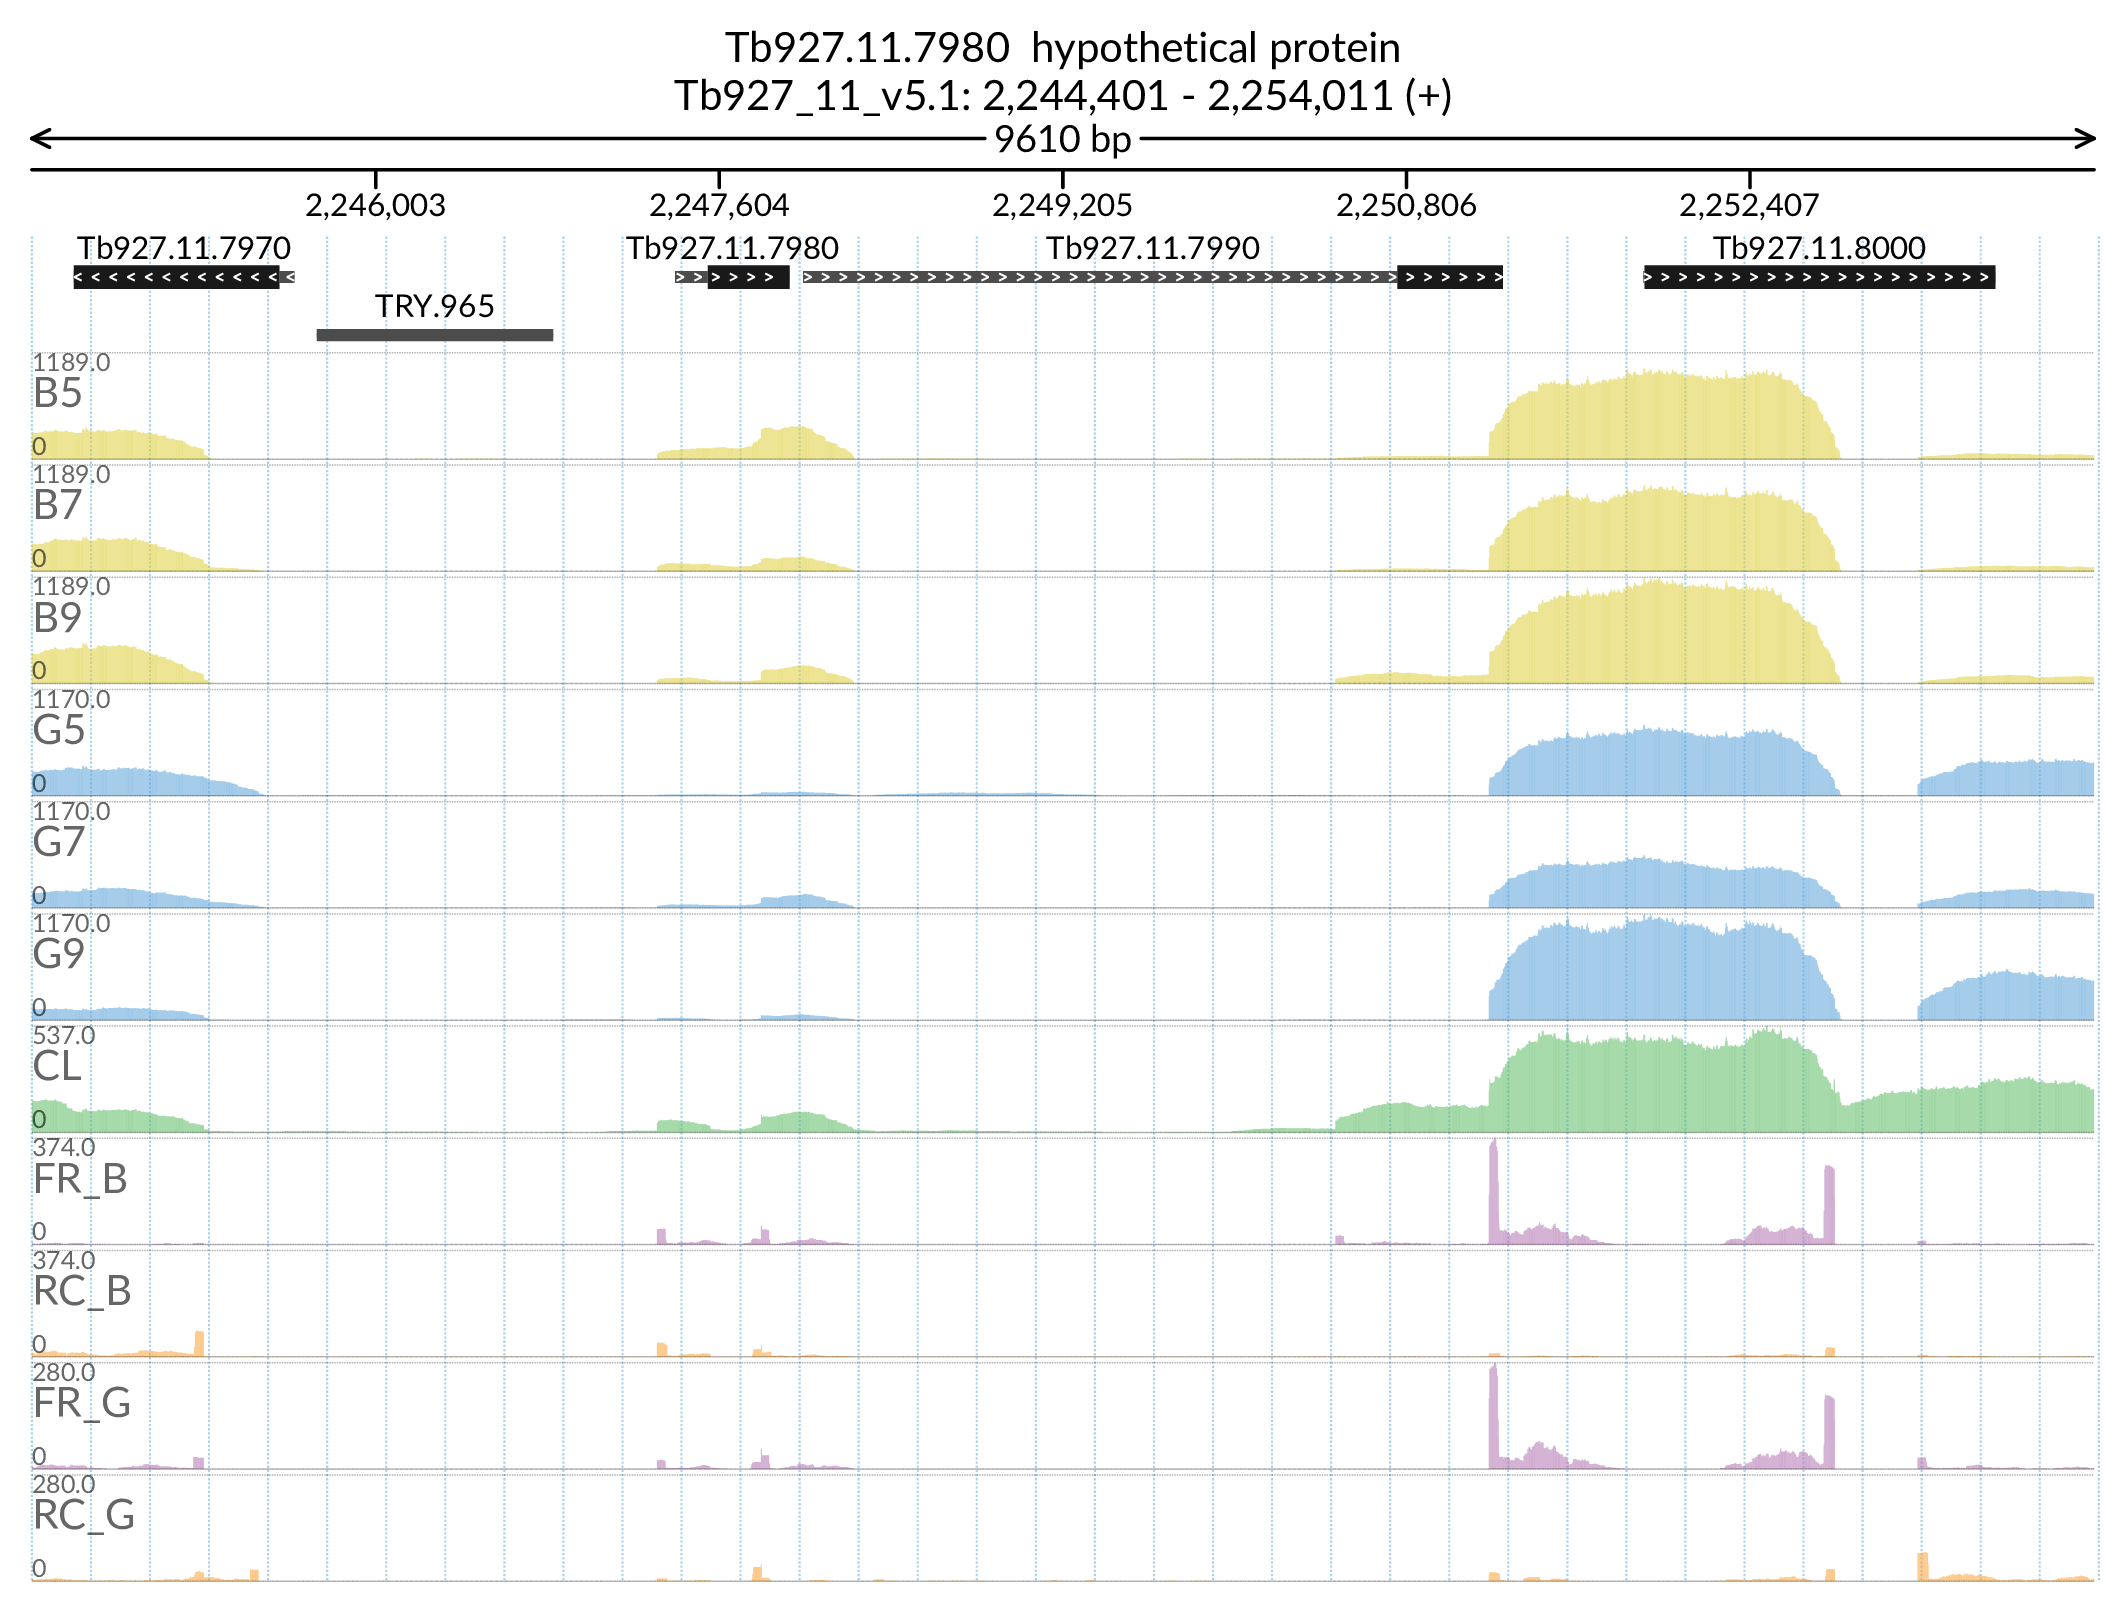 Tb927.11.7980  hypothetical protein
Tb927_11_v5.1: 2,244,401 - 2,254,011 (+)
9610 bp
2,246,003 2,247,604 2,249,205 2,250,806 2,252,407
Tb927.11.7970 Tb927.11.7980 Tb927.11.7990 Tb927.11.8000
TRY.965
1189.0
B5
0
1189.0
B7
0
1189.0
B9
0
1170.0
G5
0
1170.0
G7
0
1170.0
G9
0
537.0
CL
0
374.0
FR_B
0
374.0
RC_B
0
280.0
FR_G
0
280.0
RC_G
0